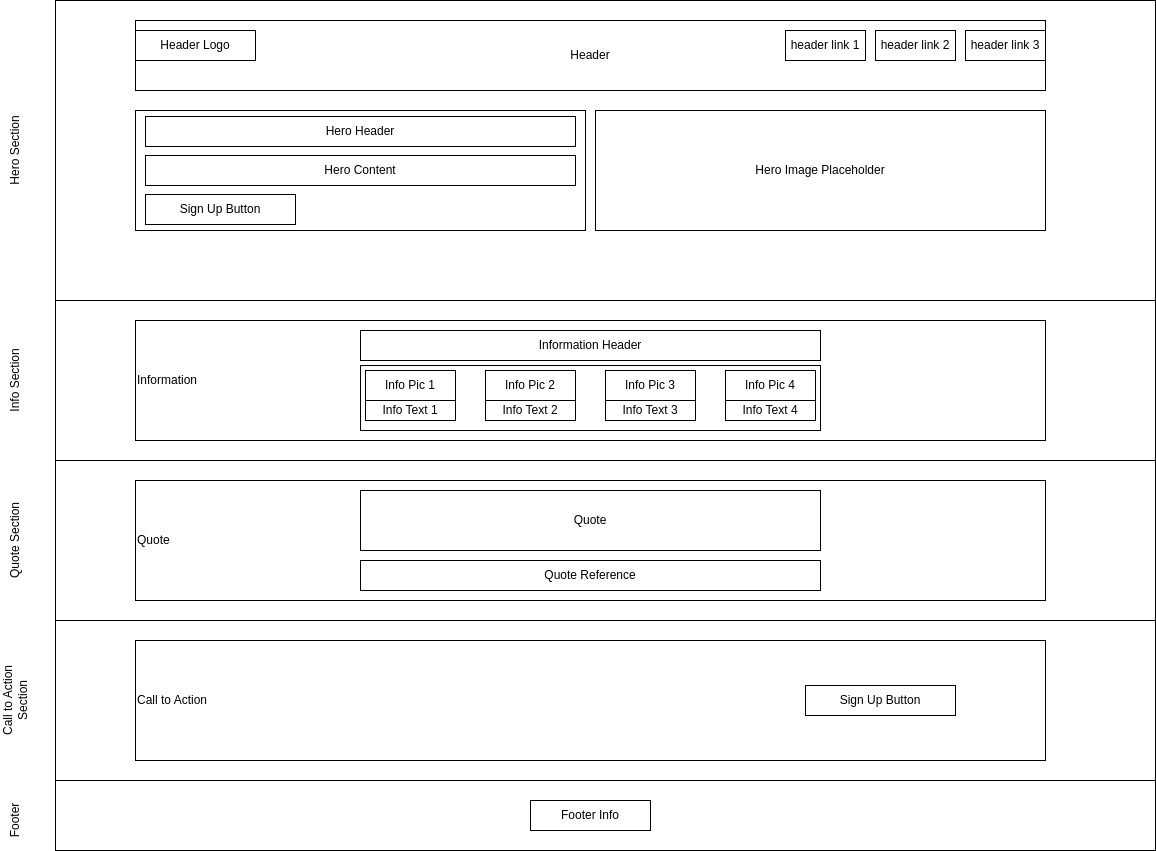 Hero Section
Header Logo
Header
header link 1
header link 2
header link 3
Hero Header
Hero Content
Sign Up Button
Hero Image Placeholder
Info Section
Information
Information Header
Info Pic 1
Info Pic 2
Info Pic 3
Info Pic 4
Info Text 1
Info Text 2
Info Text 3
Info Text 4
Quote Section
Quote
Quote
Quote Reference
Call to Action
Section
Call to Action
Sign Up Button
Footer
Footer Info